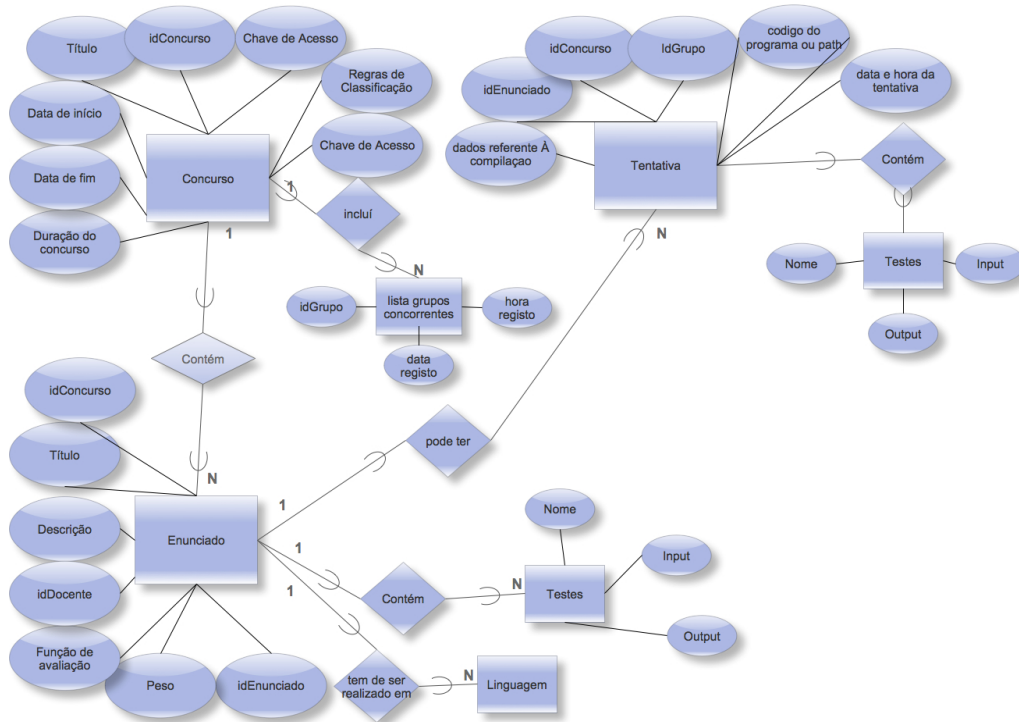 Título
idConcurso
Chave de Acesso
Regras de
Classificação
Data de início
Chave de Acesso
Concurso
1
Data de fim
Duração do
concurso
1
incluí
N
idGrupo
lista grupos
concorrentes
hora
registo
data
registo
idConcurso
IdGrupo
codigo do
programa ou path
idEnunciado
data e hora da
tentativa
dados referente À
compilaçao
Tentativa
Contém
N
Nome
Testes
Input
Output
Contém
idConcurso
Título
N
pode ter
1
Descrição
Enunciado
1
1
idDocente
Função de
avaliação
Peso
idEnunciado
Contém
N
Nome
Testes
Input
Output
tem de ser
realizado em
N
Linguagem